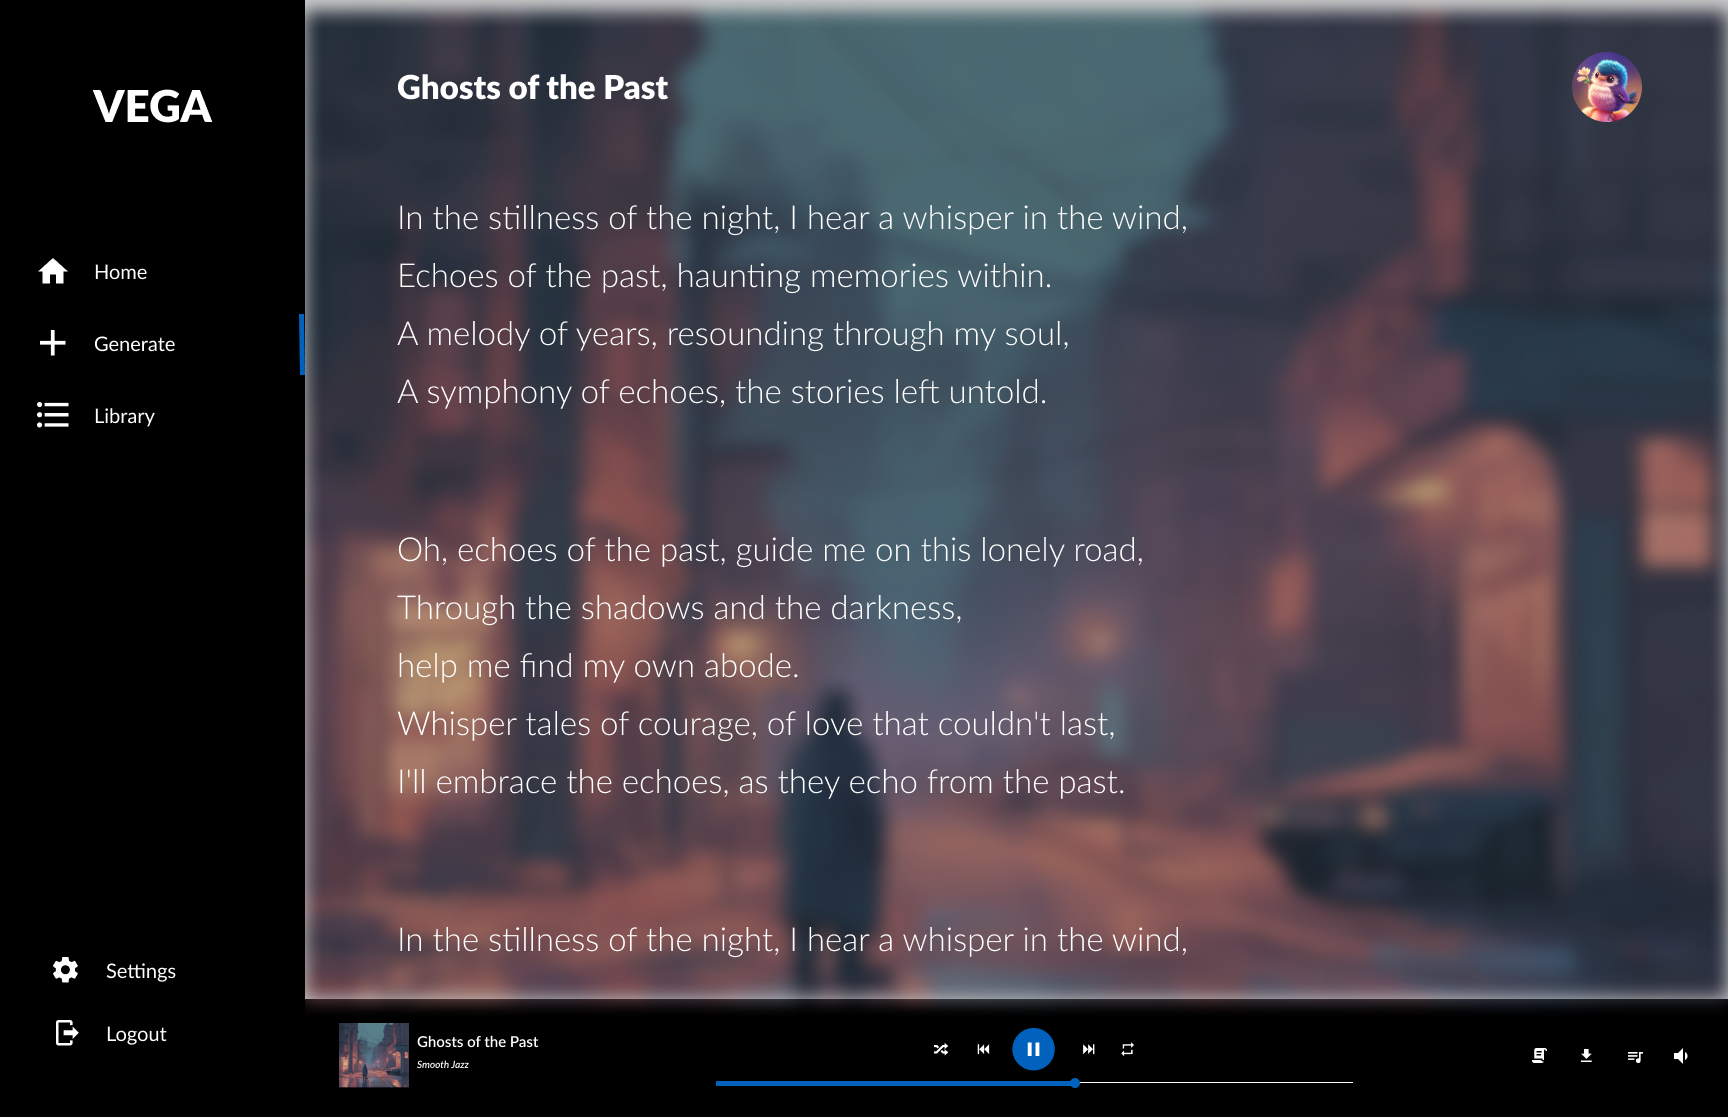 VEGA
Home
Generate
Library
Settings
Logout
Ghosts of the Past
In the stillness of the night, I hear a whisper in the wind,
Echoes of the past, haunting memories within.
A melody of years, resounding through my soul,
A symphony of echoes, the stories left untold.
Oh, echoes of the past, guide me on this lonely road,
Through the shadows and the darkness,
help me find my own abode.
Whisper tales of courage, of love that couldn't last,
I'll embrace the echoes, as they echo from the past.
In the stillness of the night, I hear a whisper in the wind,
Ghosts of the Past
Smooth Jazz